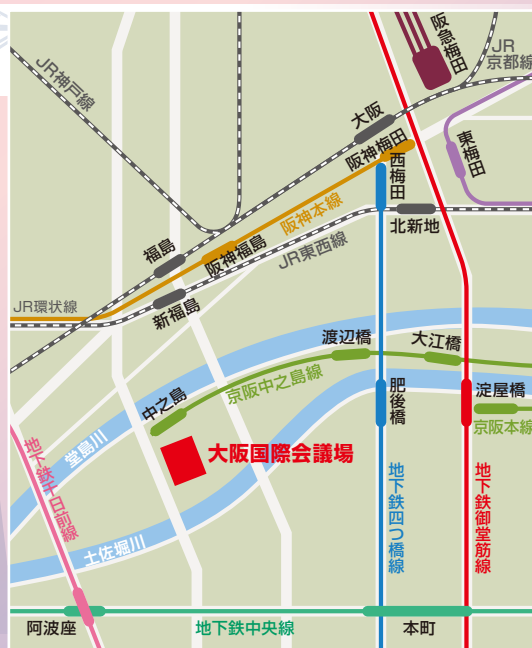 阪急梅田
JR
京都線
JR神戸線
大阪
阪神梅田
東梅田
西梅田
阪神本線
北新地
福島
阪神福島
JR東西線
JR環状線
新福島
渡辺橋
大江橋
中之島
京阪中之島線
肥後橋
淀屋橋
京阪本線
堂島川
大阪国際会議場
地下鉄千日前線
地下鉄四つ橋線
地下鉄御堂筋線
土佐堀川
阿波座
地下鉄中央線
本町